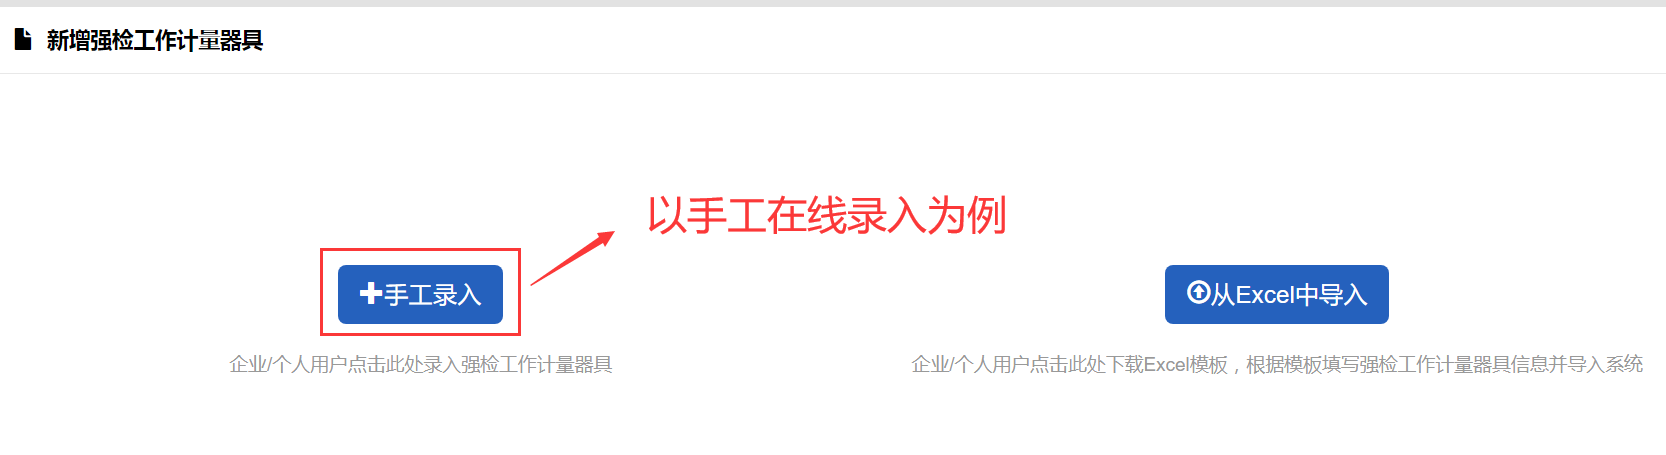 新增强检工作计量器具
以手工在线录入为例
手工录入
从Excel中导入
企业/个人用户点击此处录入强检工作计量器具
企业/个人用户点击此处下载Excel模板，根据模板填写强检工作计量器具信息并导入系统